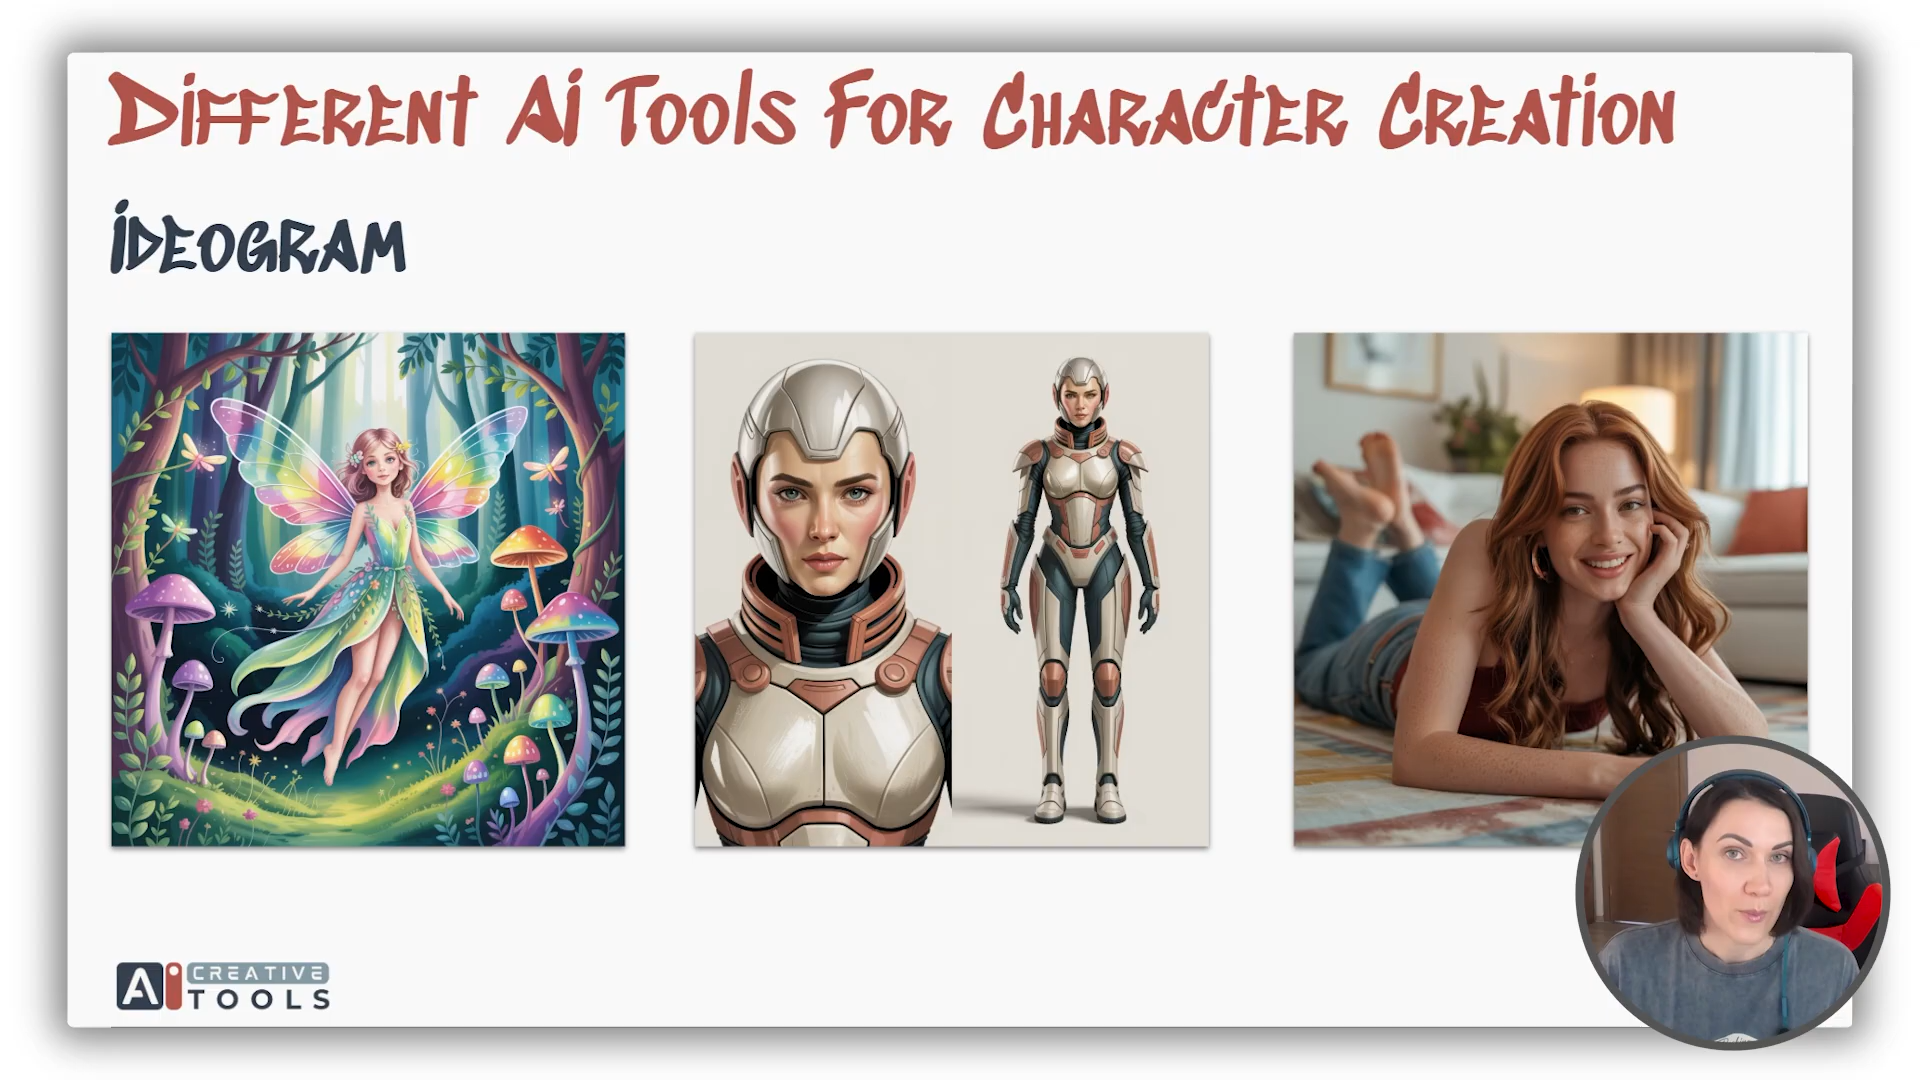 Different Ai Tools For Character Creation
Ideogram
Ai CREATIVE
TOOLS